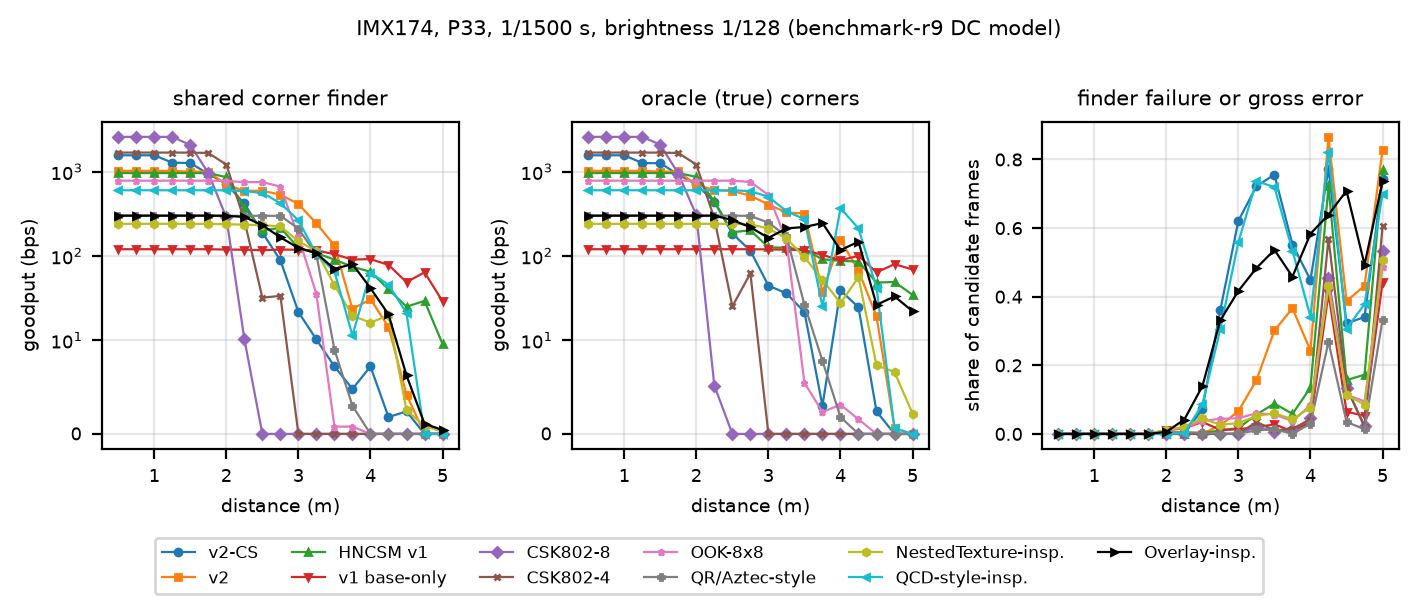 IMX174, P33, 1/1500 s, brightness 1/128 (benchmark-r9 DC model)
shared corner finder
oracle (true) corners
finder failure or gross error
goodput (bps)
10³
10²
10¹
0
1 2 3 4 5
distance (m)
goodput (bps)
10³
10²
10¹
0
1 2 3 4 5
distance (m)
share of candidate frames
0.8
0.6
0.4
0.2
0.0
1 2 3 4 5
distance (m)
v2-CS HNCSM v1 CSK802-8 OOK-8x8 NestedTexture-insp. Overlay-insp.
v2 v1 base-only CSK802-4 QR/Aztec-style QCD-style-insp.